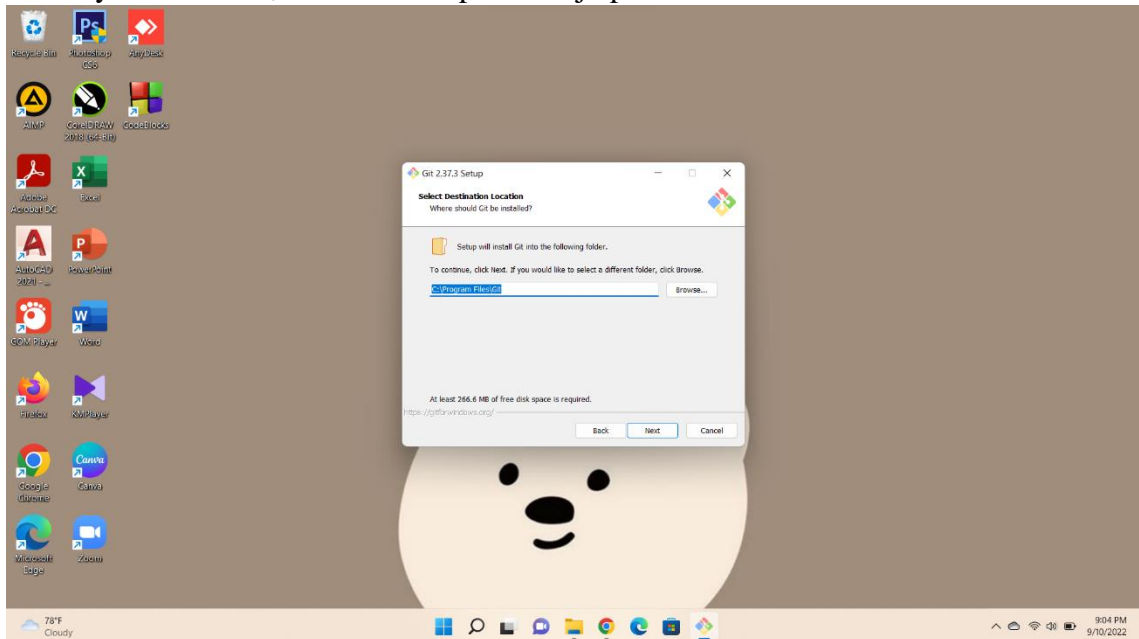 Recycle Bin
Photoshop
CS6
AnyDesk
AIMP
CorelDRAW
2018 (64-Bit)
CodeBlocks
Adobe
Acrobat DC
Excel
AutoCAD
2021 - ...
PowerPoint
GOM Player
Word
Firefox
KMPlayer
Google
Chrome
Canva
Canva
Microsoft
Edge
Zoom
Git 2.37.3 Setup
Select Destination Location
Where should Git be installed?
Setup will install Git into the following folder.
To continue, click Next. If you would like to select a different folder, click Browse.
C:\Program Files\Git
Browse...
At least 266.6 MB of free disk space is required.
https://gitforwindows.org/
Back
Next
Cancel
78°F
Cloudy
9:04 PM
9/10/2022